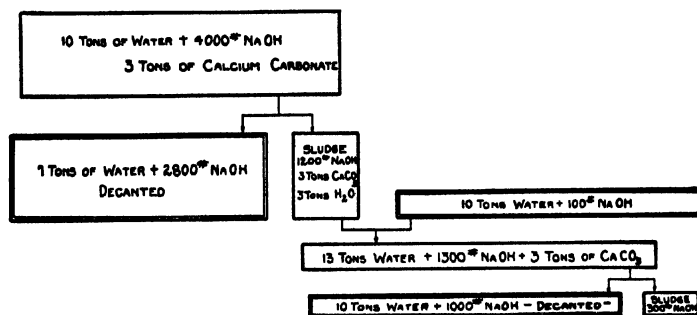 10 TONS OF WATER + 4000# NaOH
3 TONS OF CALCIUM CARBONATE
7 TONS OF WATER + 2800# NaOH
DECANTED
SLUDGE
1200# NaOH
3 TONS CaCO3
3 TONS H2O
10 TONS WATER + 100# NaOH
13 TONS WATER + 1300# NaOH + 3 TONS OF CaCO3
10 TONS WATER + 1000# NaOH - DECANTED -
SLUDGE
300# NaOH